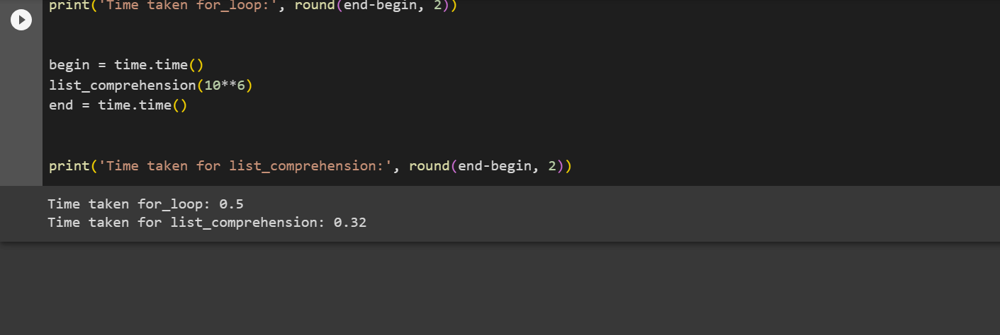 print('Time taken for_loop:', round(end-begin, 2))
begin = time.time()
list_comprehension(10**6)
end = time.time()
print('Time taken for list_comprehension:', round(end-begin, 2))
Time taken for_loop: 0.5
Time taken for list_comprehension: 0.32